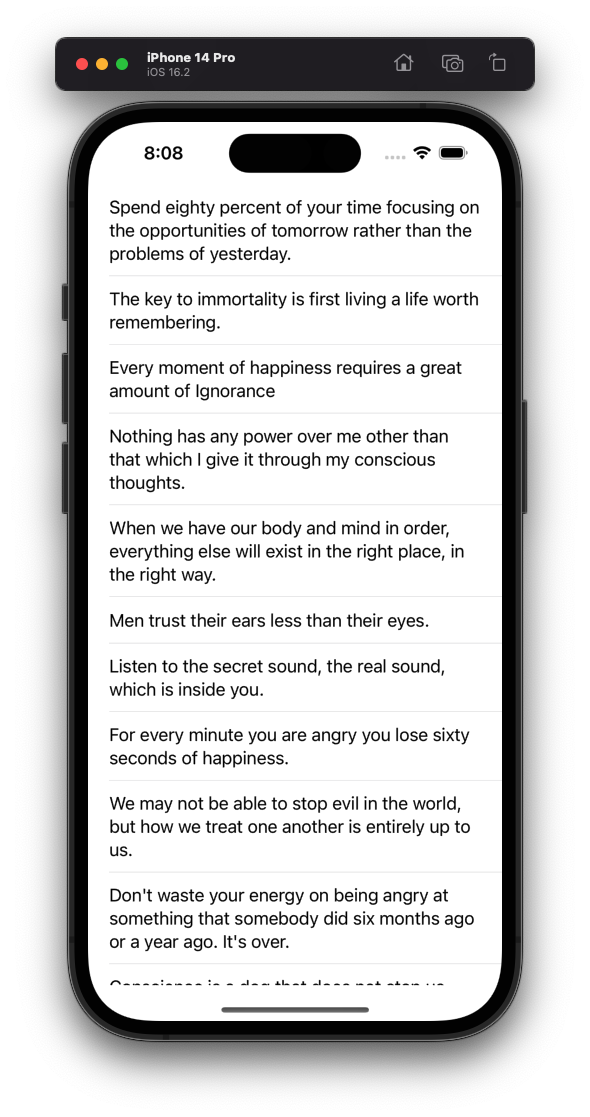 iPhone 14 Pro
iOS 16.2
8:08
Spend eighty percent of your time focusing on
the opportunities of tomorrow rather than the
problems of yesterday.
The key to immortality is first living a life worth
remembering.
Every moment of happiness requires a great
amount of Ignorance
Nothing has any power over me other than
that which I give it through my conscious
thoughts.
When we have our body and mind in order,
everything else will exist in the right place, in
the right way.
Men trust their ears less than their eyes.
Listen to the secret sound, the real sound,
which is inside you.
For every minute you are angry you lose sixty
seconds of happiness.
We may not be able to stop evil in the world,
but how we treat one another is entirely up to
us.
Don't waste your energy on being angry at
something that somebody did six months ago
or a year ago. It's over.
Conscience is a dog that does not stop us